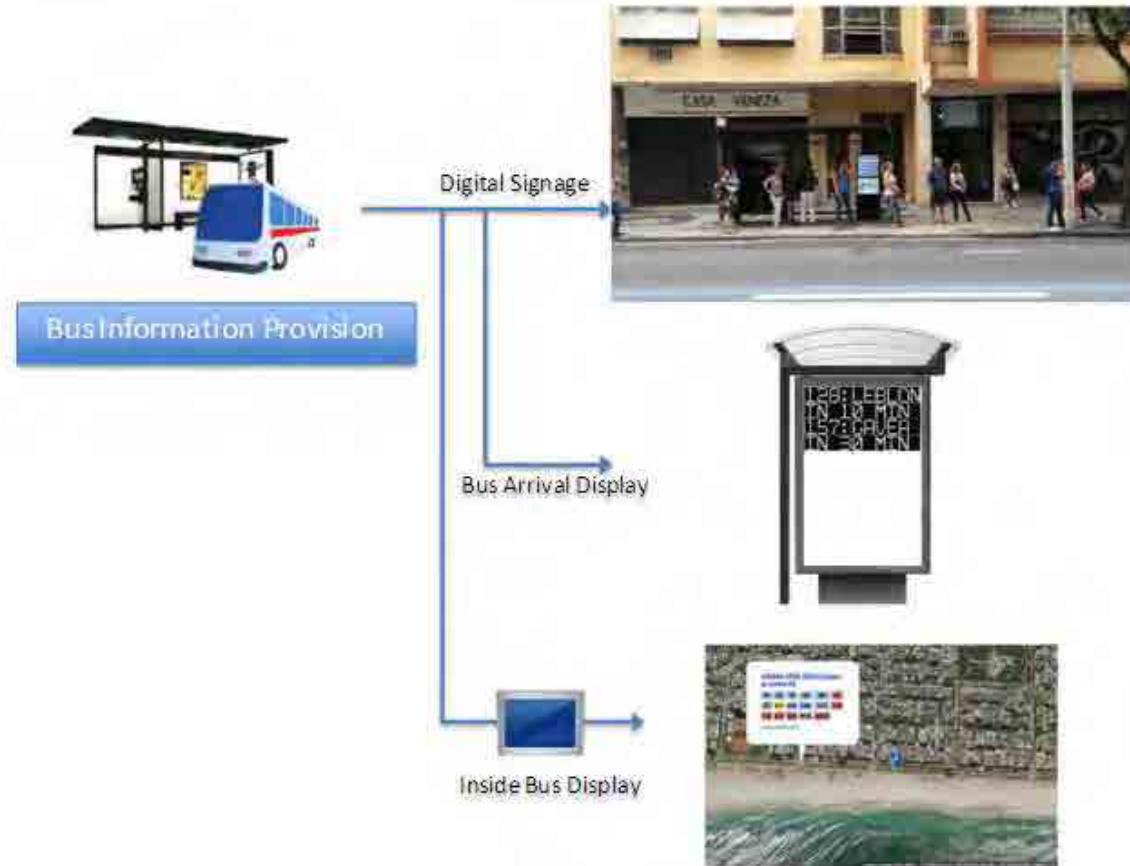 CASA VENEZA
Digital Signage
Bus Information Provision
128:LEBLON
IN 10 MIN
157:GAVEA
IN 30 MIN
Bus Arrival Display
Inside Bus Display